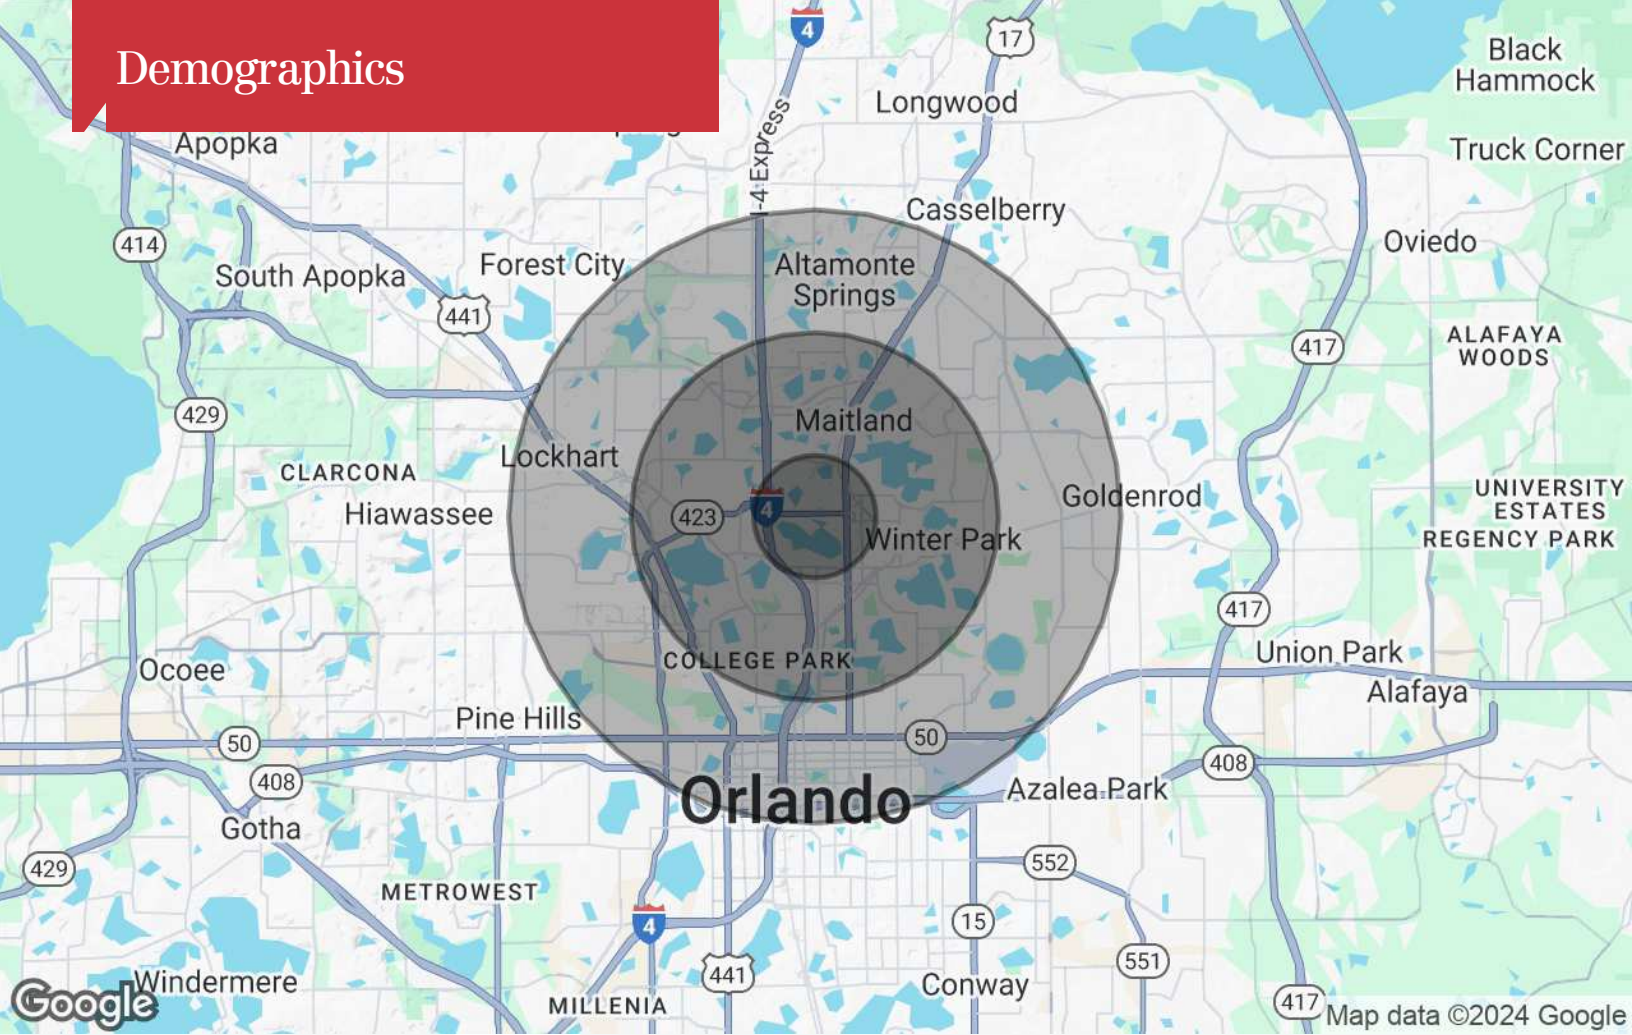 Demographics
4
17
Black
Hammock
Longwood
I-4 Express
Apopka
Truck Corner
Casselberry
414
Oviedo
Forest City
Altamonte
Springs
South Apopka
441
417
ALAFAYA
WOODS
429
Maitland
Lockhart
CLARCONA
Goldenrod
UNIVERSITY
ESTATES
Hiawassee
423
4
Winter Park
REGENCY PARK
417
Union Park
COLLEGE PARK
Ocoee
Alafaya
Pine Hills
50
50
408
408
Azalea Park
Orlando
Gotha
429
552
METROWEST
4
15
551
441
Windermere
Conway
Google
MILLENIA
417
Map data ©2024 Google